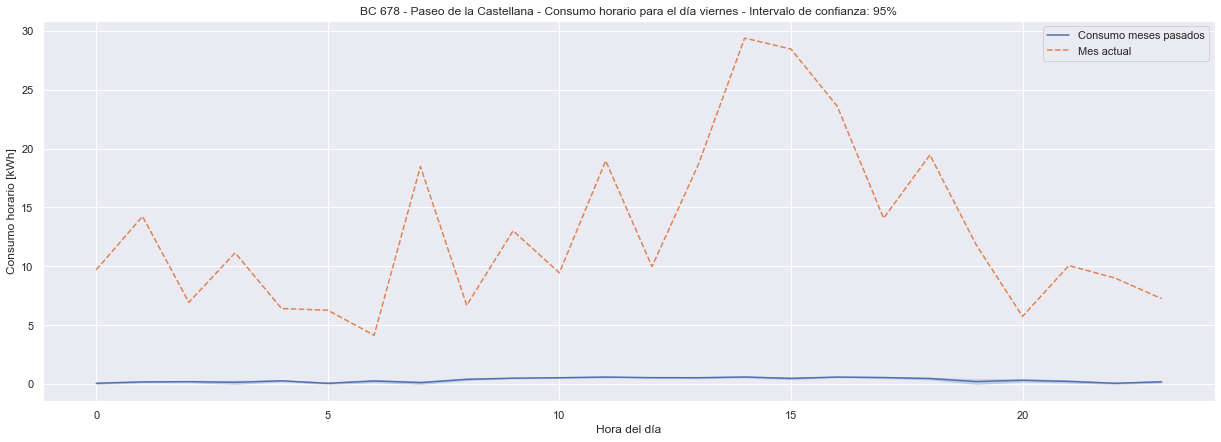 BC 678 - Paseo de la Castellana - Consumo horario para el día viernes - Intervalo de confianza: 95%
Consumo meses pasados
Mes actual
30
25
20
15
10
5
0
Consumo horario [kWh]
0 5 10 15 20
Hora del día